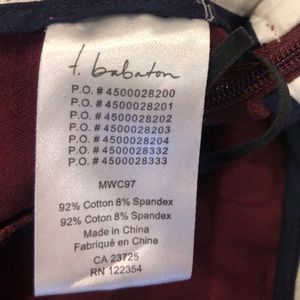 t. babaton
P.O. # 4500028200
P.O. # 4500028201
P.O. # 4500028202
P.O. # 4500028203
P.O. # 4500028204
P.O. # 4500028332
P.O. # 4500028333
MWC97
92% Cotton 8% Spandex
92% Coton 8% Spandex
Made in China
Fabriqué en Chine
CA 23725
RN 122354